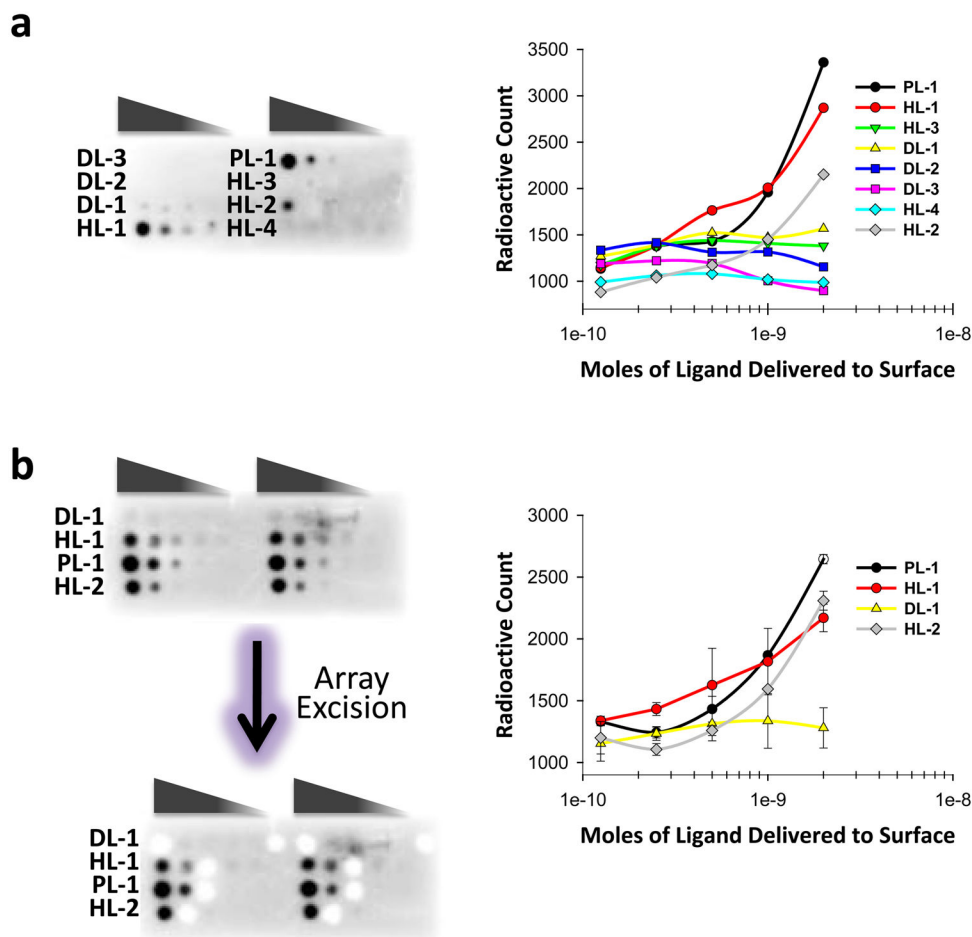 a
DL-3
DL-2
DL-1
HL-1
PL-1
HL-3
HL-2
HL-4
3500
3000
2500
2000
1500
1000
Radioactive Count
1e-10
1e-9
1e-8
Moles of Ligand Delivered to Surface
PL-1
HL-1
HL-3
DL-1
DL-2
DL-3
HL-4
HL-2
b
DL-1
HL-1
PL-1
HL-2
Array
Excision
DL-1
HL-1
PL-1
HL-2
3000
2500
2000
1500
1000
Radioactive Count
1e-10
1e-9
1e-8
Moles of Ligand Delivered to Surface
PL-1
HL-1
DL-1
HL-2